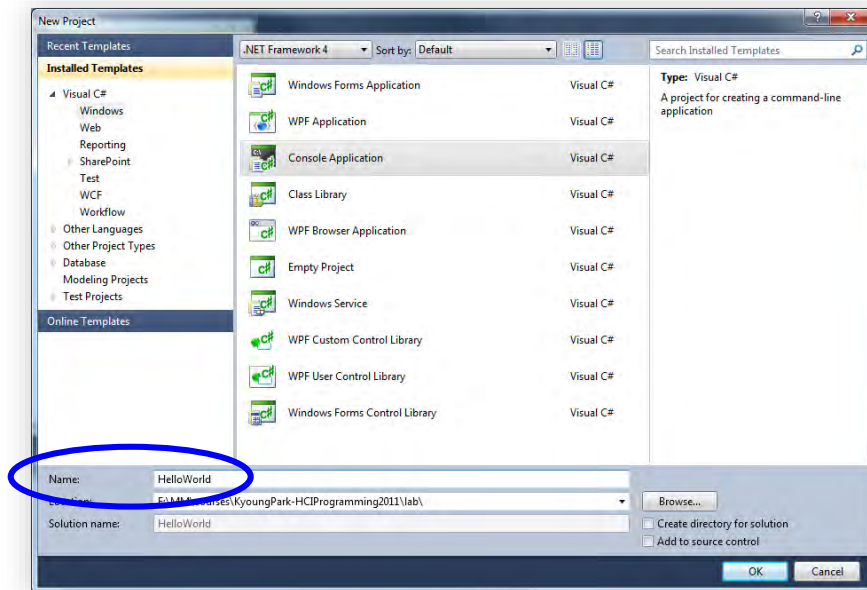 New Project
Recent Templates
Installed Templates
Visual C#
Windows
Web
Reporting
SharePoint
Test
WCF
Workflow
Other Languages
Other Project Types
Database
Modeling Projects
Test Projects
Online Templates
.NET Framework 4 Sort by: Default
Windows Forms Application Visual C#
WPF Application Visual C#
Console Application Visual C#
Class Library Visual C#
WPF Browser Application Visual C#
Empty Project Visual C#
Windows Service Visual C#
WPF Custom Control Library Visual C#
WPF User Control Library Visual C#
Windows Forms Control Library Visual C#
Search Installed Templates
Type: Visual C#
A project for creating a command-line
application
Name: HelloWorld
Location: \KyoungPark-HCIProgramming2011\lab\ Browse...
Solution name: HelloWorld
Create directory for solution
Add to source control
OK Cancel